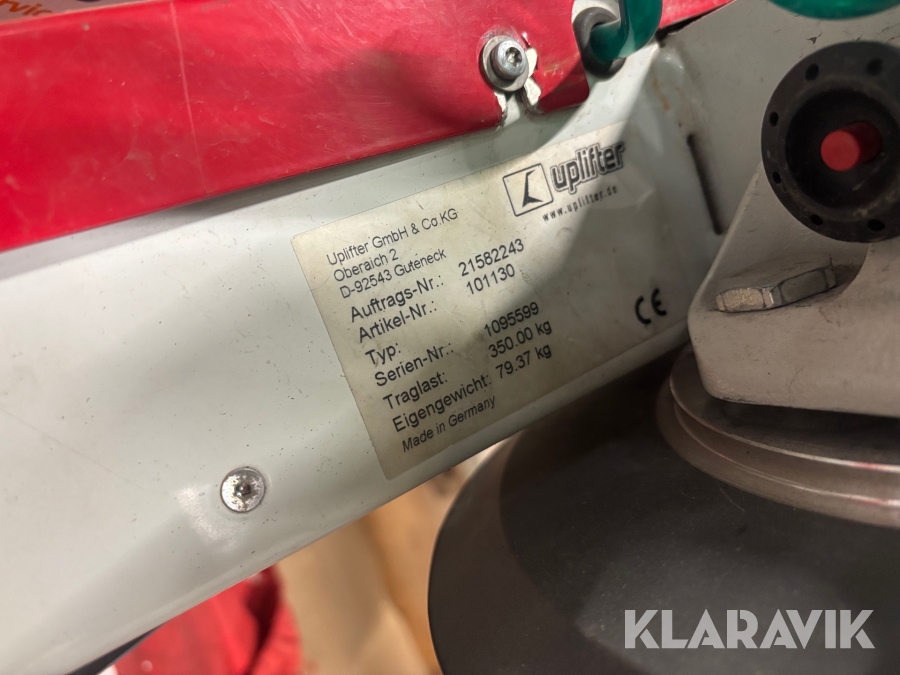 uplifter
www.uplifter.de
Uplifter GmbH & Co.KG
Oberaich 2
D-92543 Guteneck
Auftrags-Nr.: 21582243
Artikel-Nr.: 101130
Typ:
Serien-Nr.: 1095599
Traglast: 350.00 kg
Eigengewicht: 79.37 kg
Made in Germany
CE
KLARAVIK